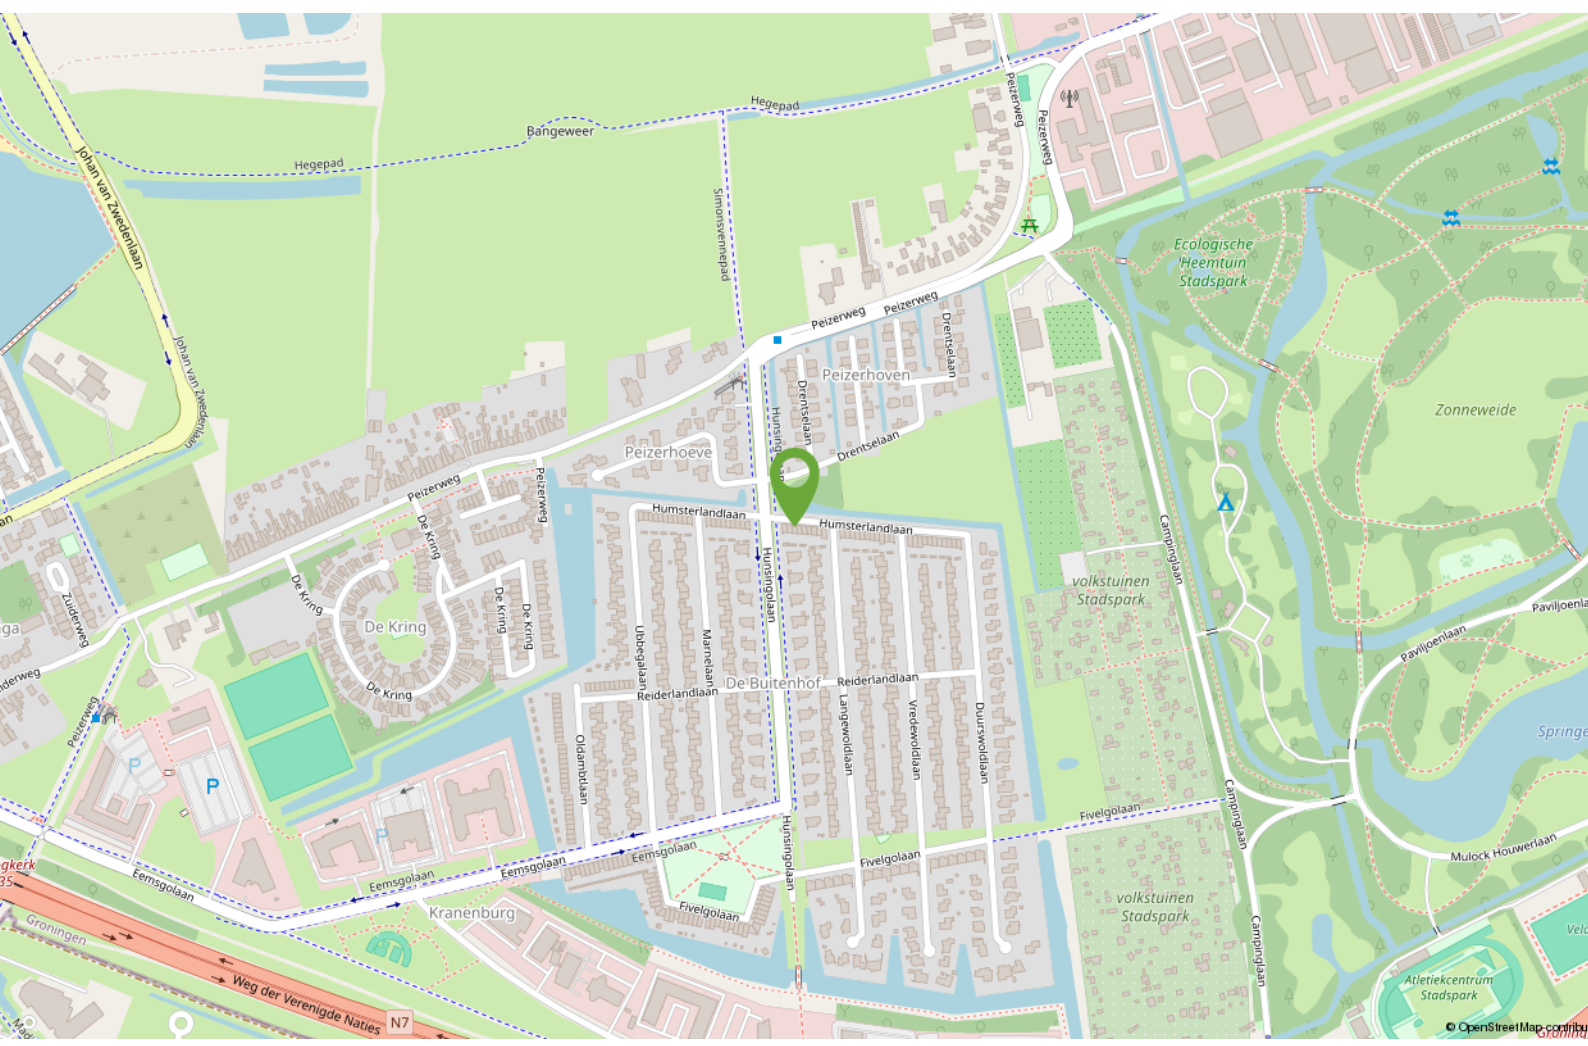 Hegepad
Bangeweer
Hegepad
Peizerweg
Peizerweg
Johan van Zwedenlaan
Simonsvennepad
Ecologische
Heemtuin
Stadspark
Peizerweg
Peizerweg
Drentselaan
Johan van Zwedenlaan
Peizerhoven
Drentselaan
Zonneweide
Peizerhoeve
Drentselaan
Peizerweg
Peizerweg
Humsterlandlaan
Humsterlandlaan
De Kring
Campinglaan
Hunsingolaan
volkstuinen
Stadspark
De Kring
Zuiderweg
De Kring
De Kring
De Kring
Ubbegalaan
Marnelaan
Paviljoenlaan
De Kring
Reiderlandlaan
De Buitenhof
Reiderlandlaan
Langewoldlaan
Vredewoldlaan
Duurswoldlaan
Peizerweg
Oldambtlaan
P
P
P
Campinglaan
Fivelgolaan
Hunsingolaan
Eemsgolaan
Eemsgolaan
Fivelgolaan
Mulock Houwerlaan
Eemsgolaan
Eemsgolaan
35
Kranenburg
Fivelgolaan
volkstuinen
Stadspark
Campinglaan
Groningen
Weg der Verenigde Naties
N7
Atletiekcentrum
Stadspark
© OpenStreetMap contribu